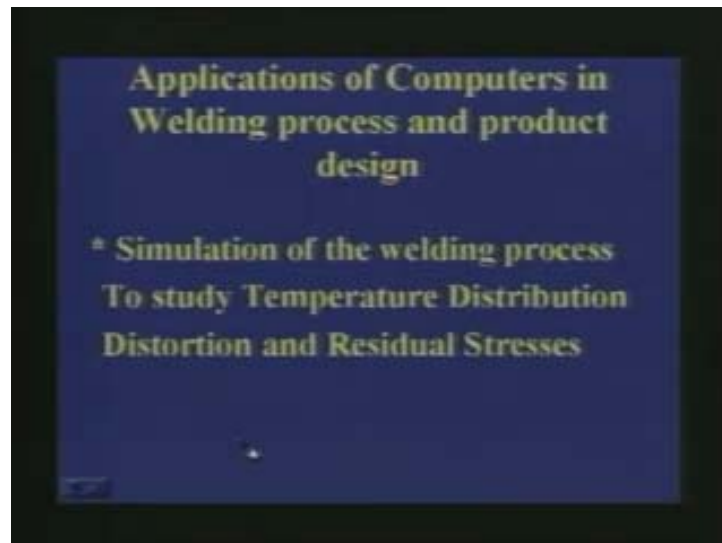 Applications of Computers in
Welding process and product
design
* Simulation of the welding process
To study Temperature Distribution
Distortion and Residual Stresses